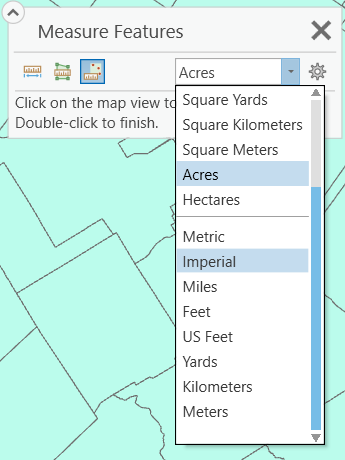 Measure Features
Acres
Click on the map view to
Double-click to finish.
Square Yards
Square Kilometers
Square Meters
Acres
Hectares
Metric
Imperial
Miles
Feet
US Feet
Yards
Kilometers
Meters